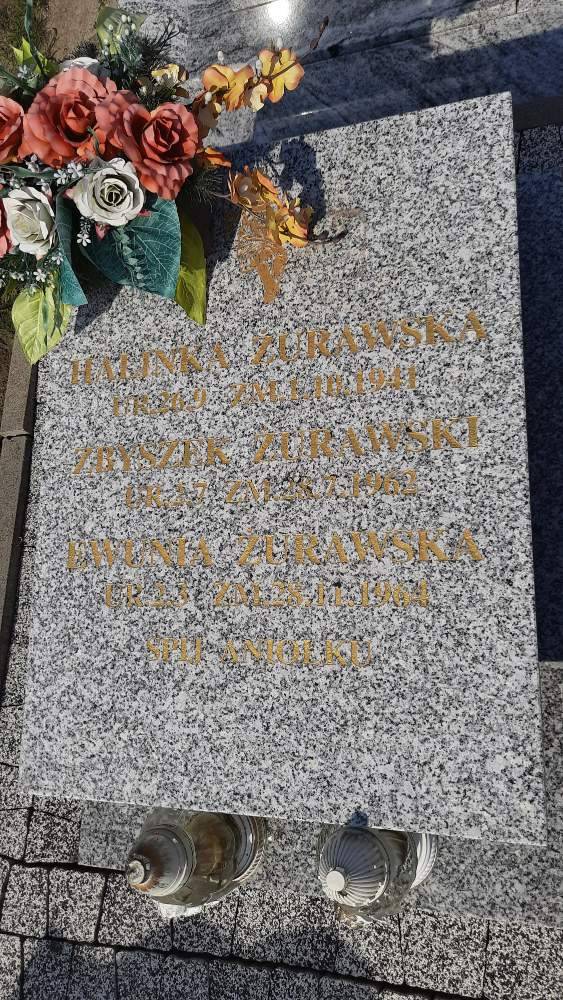 HALINKA ŻURAWSKA
UR.26.9 ZM.1.10.1941
ZBYSZEK ŻURAWSKI
UR.2.7 ZM.28.7.1962
EWUNIA ŻURAWSKA
UR.2.3 ZM.28.11.1964
ŚPIJ ANIOŁKU